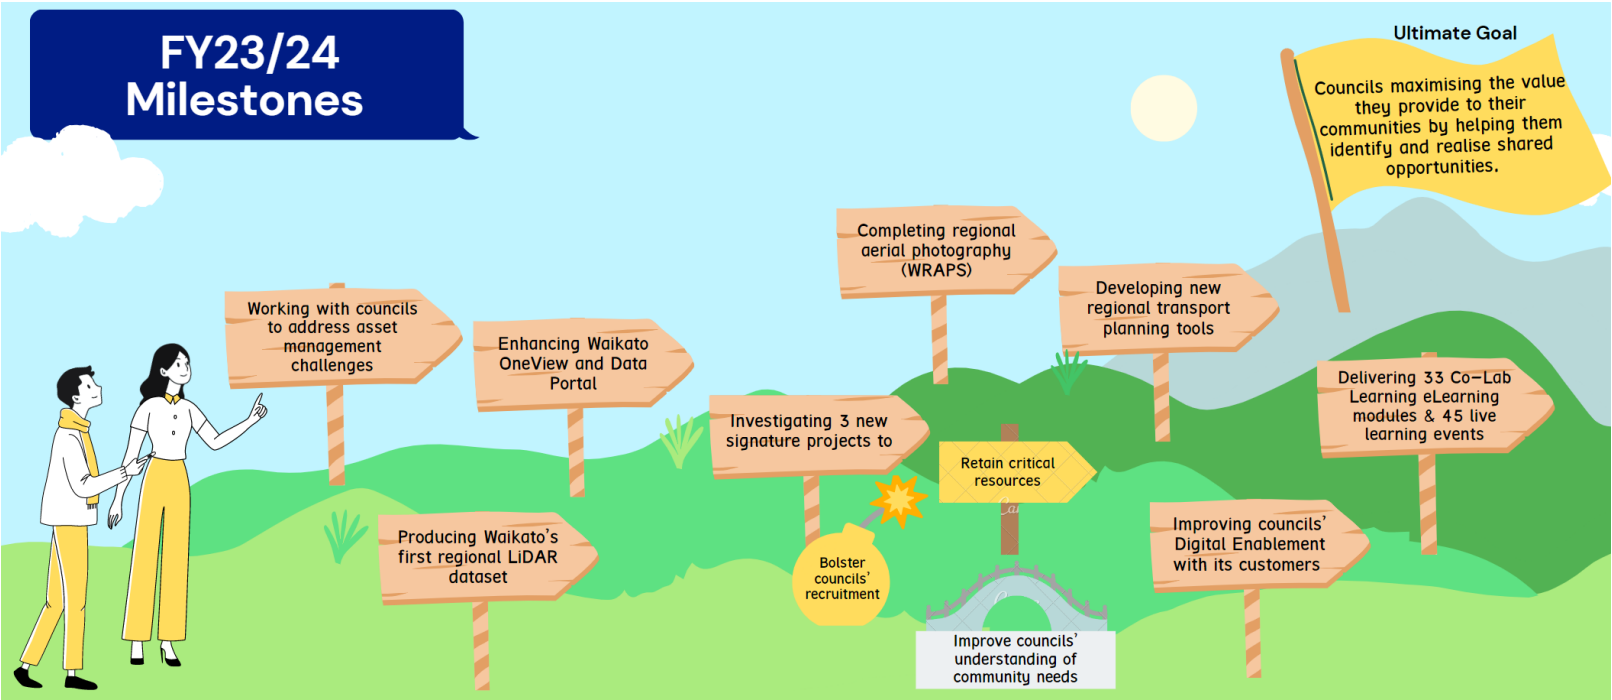 FY23/24
Milestones
Ultimate Goal
Councils maximising the value
they provide to their
communities by helping them
identify and realise shared
opportunities.
Working with councils
to address asset
management
challenges
Enhancing Waikato
OneView and Data
Portal
Producing Waikato's
first regional LiDAR
dataset
Investigating 3 new
signature projects to
Bolster
councils'
recruitment
Retain critical
resources
Improve councils'
understanding of
community needs
Completing regional
aerial photography
(WRAPS)
Developing new
regional transport
planning tools
Improving councils'
Digital Enablement
with its customers
Delivering 33 Co–Lab
Learning eLearning
modules & 45 live
learning events